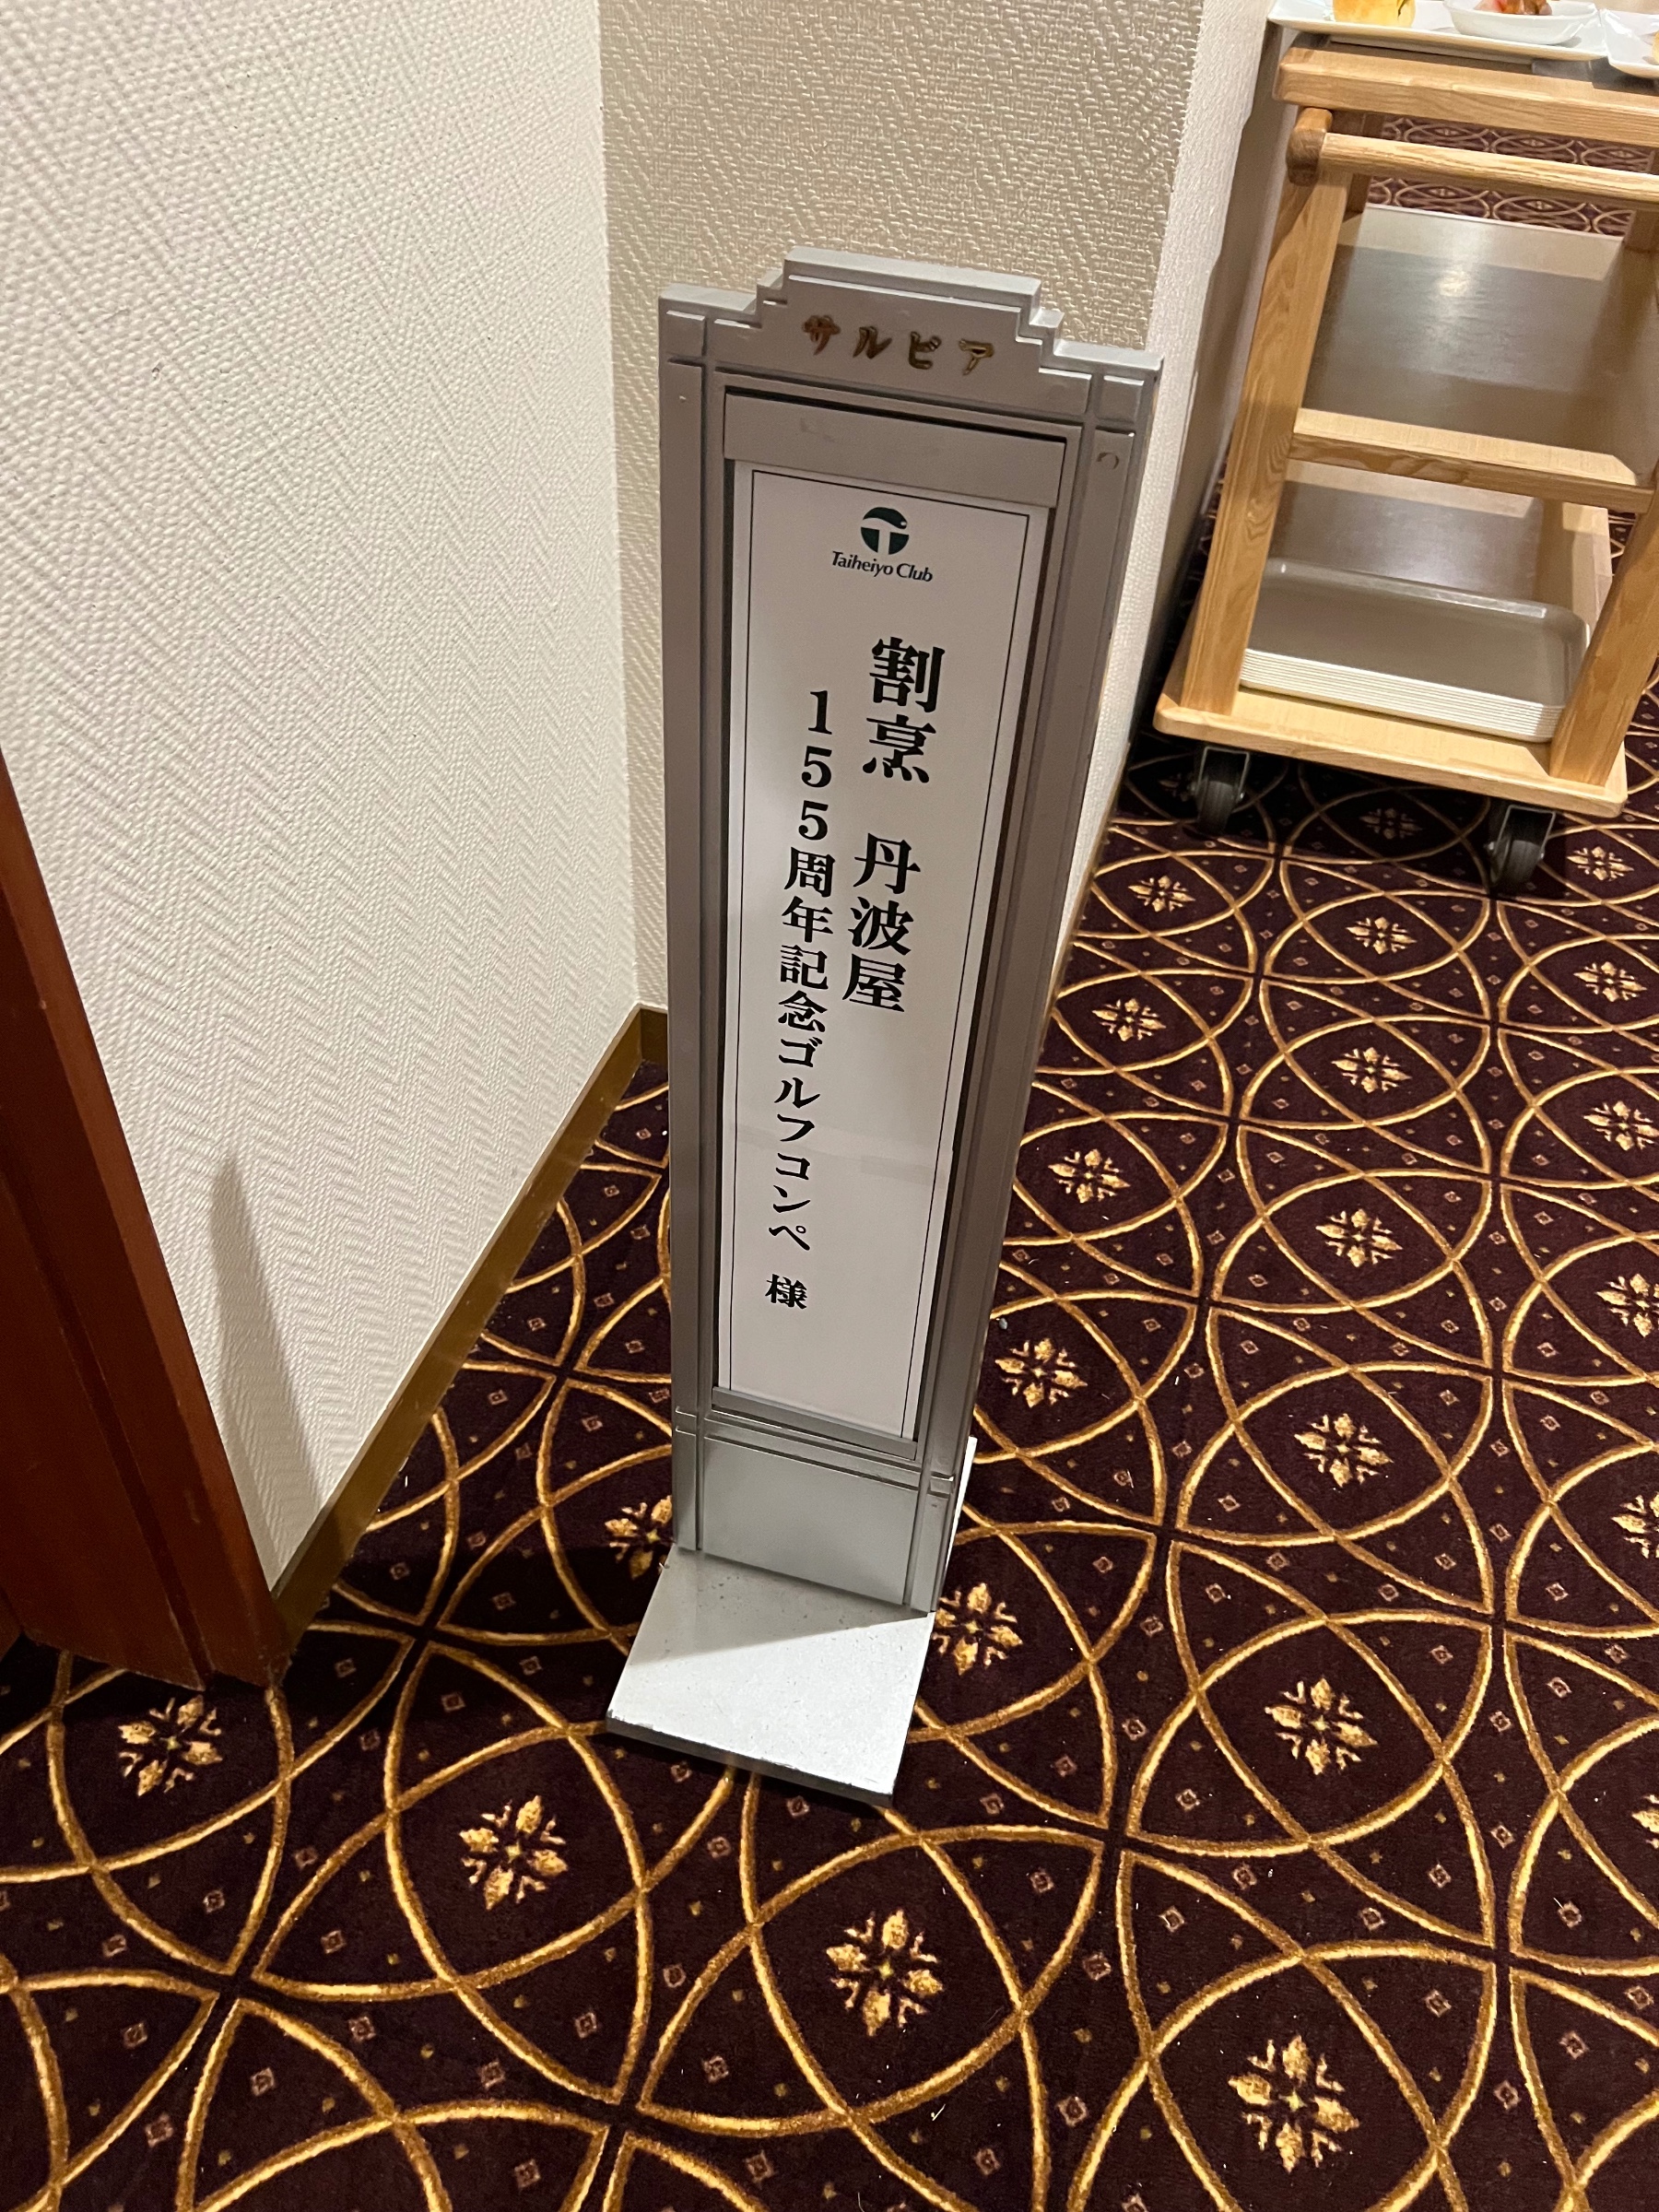 サルビア
Taiheiyo Club
割烹 丹波屋
155周年記念ゴルフコンペ 様